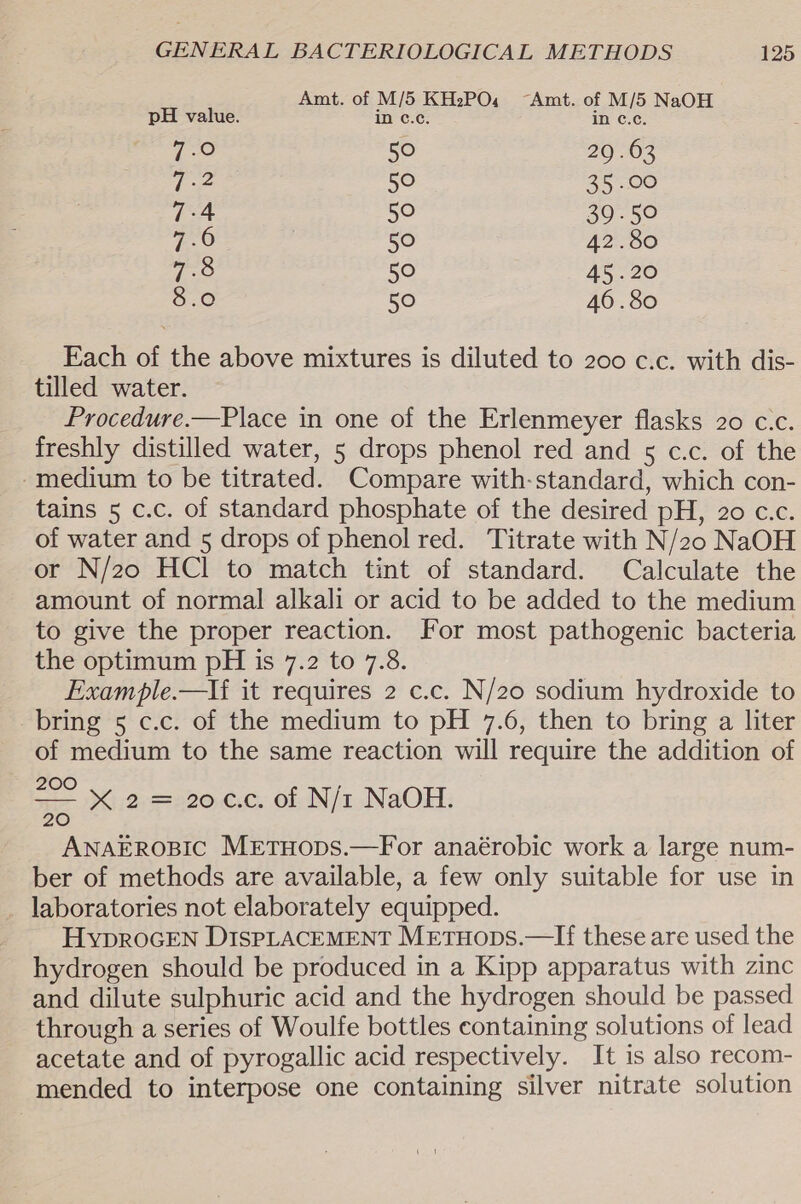 GENERAL BACTERIOLOGICAL METHODS 125
Amt. of M/5 KH₂PO₄ Amt. of M/5 NaOH
pH value. in c.c. in c.c.
7.0 50 29.63
7.2 50 35.00
7.4 50 39.50
7.6 50 42.80
7.8 50 45.20
8.0 50 46.80
Each of the above mixtures is diluted to 200 c.c. with dis-
tilled water.
Procedure.—Place in one of the Erlenmeyer flasks 20 c.c.
freshly distilled water, 5 drops phenol red and 5 c.c. of the
medium to be titrated. Compare with standard, which con-
tains 5 c.c. of standard phosphate of the desired pH, 20 c.c.
of water and 5 drops of phenol red. Titrate with N/20 NaOH
or N/20 HCl to match tint of standard. Calculate the
amount of normal alkali or acid to be added to the medium
to give the proper reaction. For most pathogenic bacteria
the optimum pH is 7.2 to 7.8.
Example.—If it requires 2 c.c. N/20 sodium hydroxide to
bring 5 c.c. of the medium to pH 7.6, then to bring a liter
of medium to the same reaction will require the addition of
200/20 × 2 = 20 c.c. of N/1 NaOH.
ANAËROBIC METHODS.—For anaërobic work a large num-
ber of methods are available, a few only suitable for use in
laboratories not elaborately equipped.
HYDROGEN DISPLACEMENT METHODS.—If these are used the
hydrogen should be produced in a Kipp apparatus with zinc
and dilute sulphuric acid and the hydrogen should be passed
through a series of Woulfe bottles containing solutions of lead
acetate and of pyrogallic acid respectively. It is also recom-
mended to interpose one containing silver nitrate solution